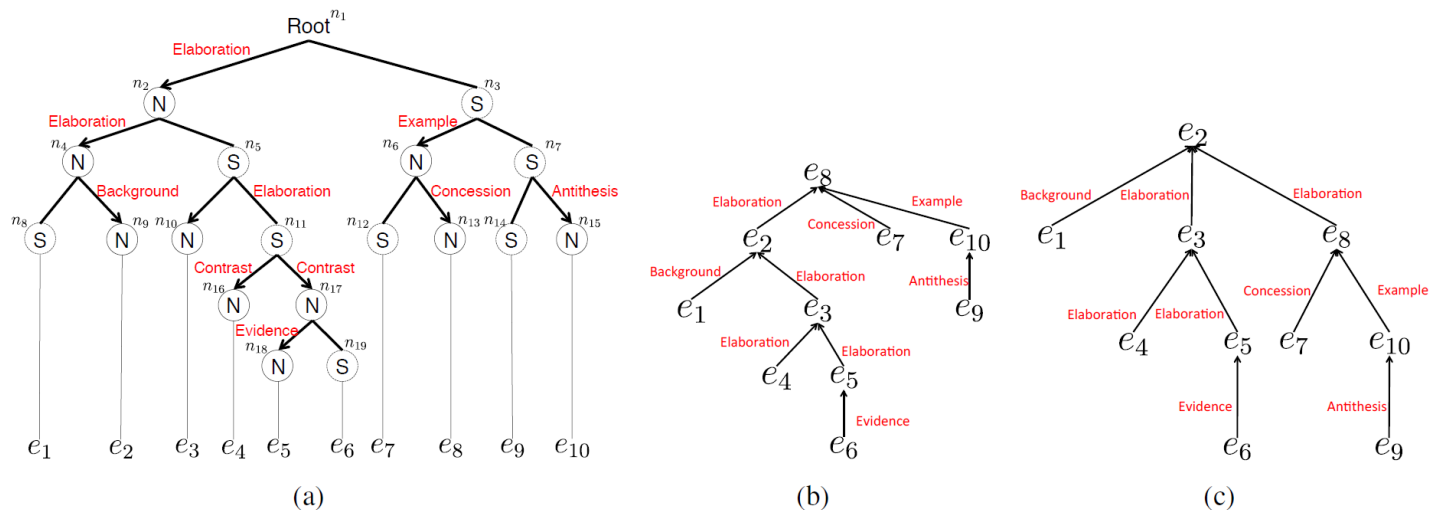 Root n1
Elaboration
n2 N
n3 S
Elaboration
Example
n4 N
n5 S
n6 N
n7 S
Background
Elaboration
Concession
Antithesis
n8 S
n9 N
n10 N
n11 S
n12 S
n13 N
n14 S
n15 N
Contrast
Contrast
n16 N
n17 N
Evidence
n18 N
n19 S
e1 e2 e3 e4 e5 e6 e7 e8 e9 e10
(a)
e8
Elaboration
Concession
Example
e2
e7
e10
Background
Elaboration
Antithesis
e1
e3
e9
Elaboration
Elaboration
e4
e5
Evidence
e6
(b)
e2
Background
Elaboration
Elaboration
e1
e3
e8
Elaboration
Elaboration
Concession
Example
e4
e5
e7
e10
Evidence
Antithesis
e6
e9
(c)